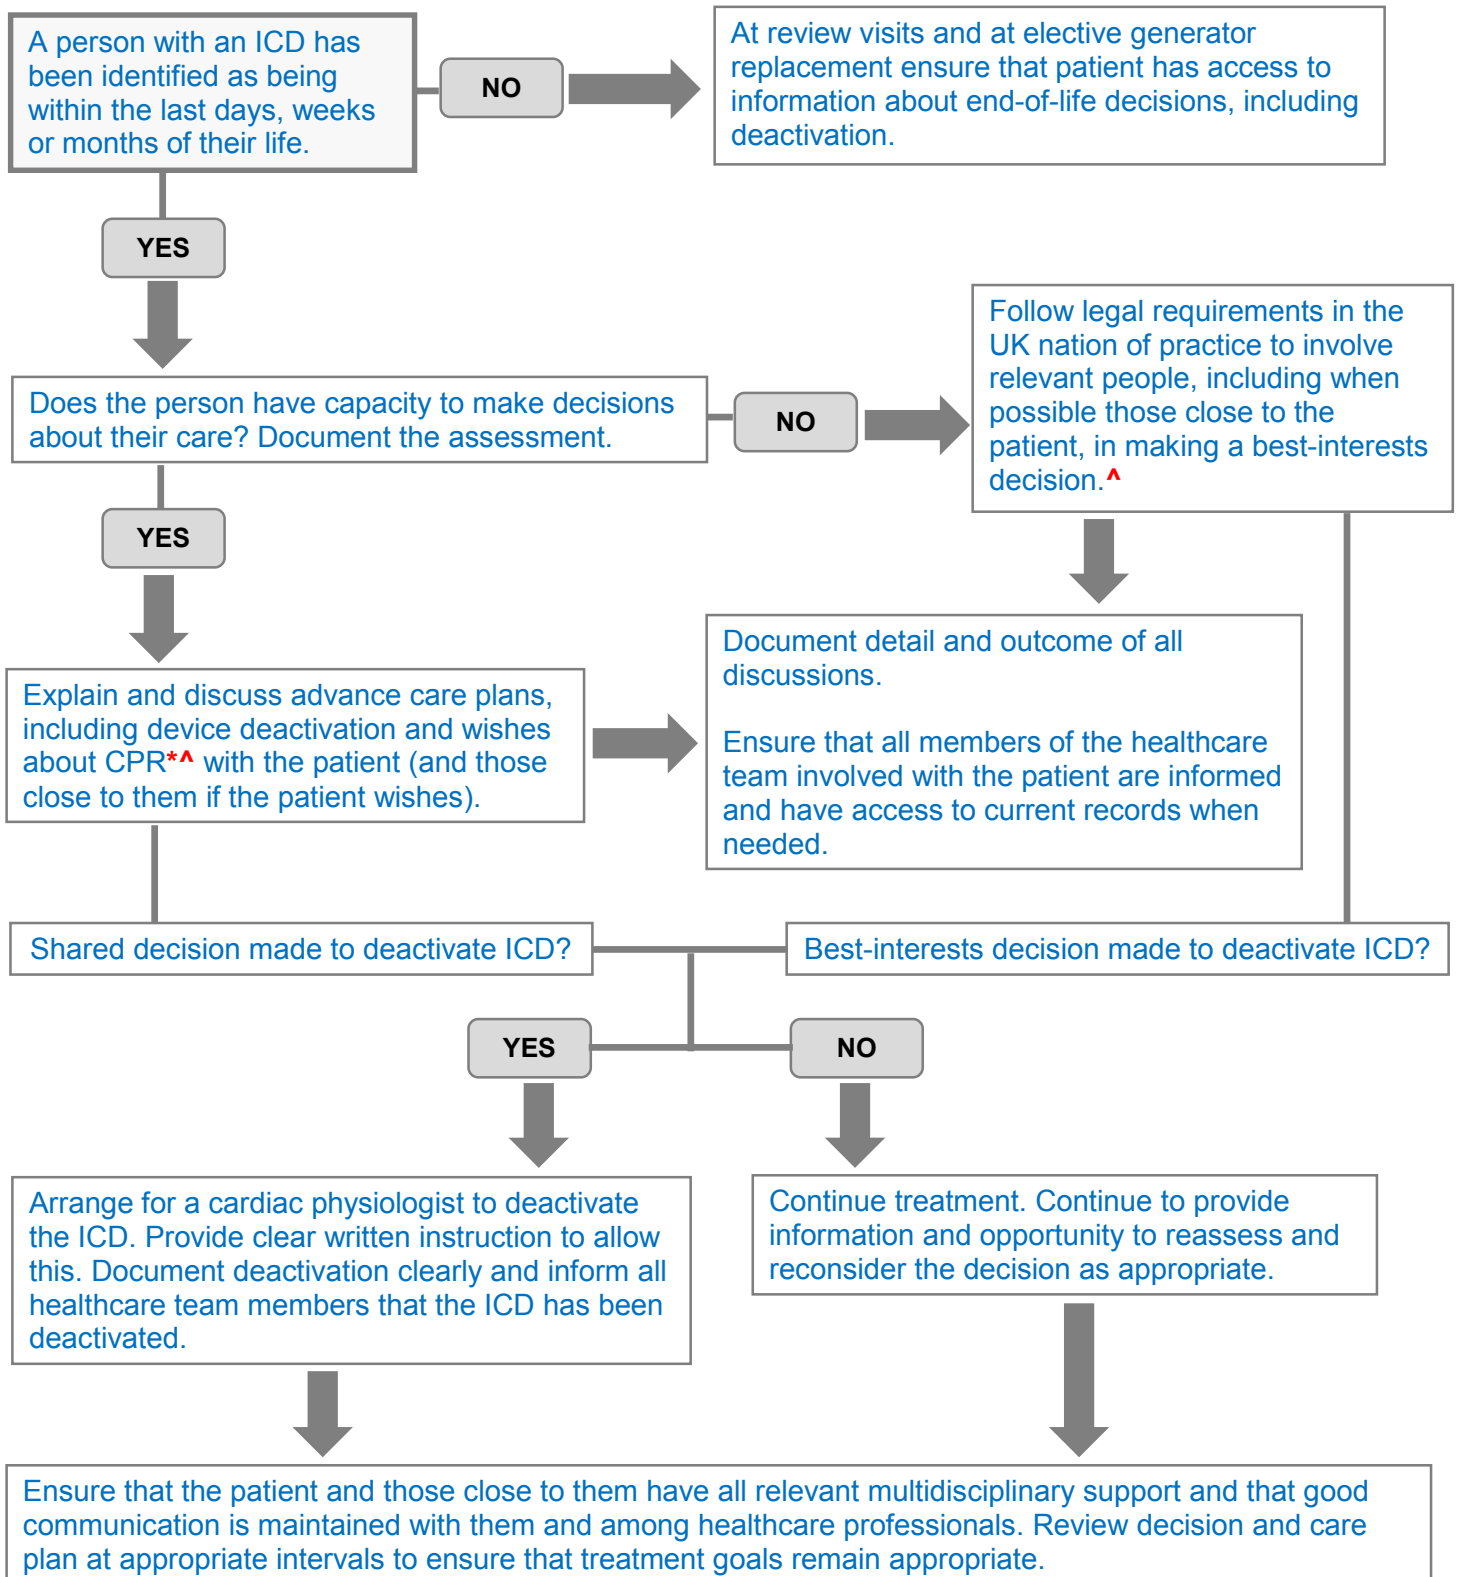 A person with an ICD has
been identified as being
within the last days, weeks
or months of their life.
NO
At review visits and at elective generator
replacement ensure that patient has access to
information about end-of-life decisions, including
deactivation.
YES
Does the person have capacity to make decisions
about their care? Document the assessment.
NO
Follow legal requirements in the
UK nation of practice to involve
relevant people, including when
possible those close to the
patient, in making a best-interests
decision.^
YES
Explain and discuss advance care plans,
including device deactivation and wishes
about CPR*^ with the patient (and those
close to them if the patient wishes).
Document detail and outcome of all
discussions.
Ensure that all members of the healthcare
team involved with the patient are informed
and have access to current records when
needed.
Shared decision made to deactivate ICD?
Best-interests decision made to deactivate ICD?
YES
NO
Arrange for a cardiac physiologist to deactivate
the ICD. Provide clear written instruction to allow
this. Document deactivation clearly and inform all
healthcare team members that the ICD has been
deactivated.
Continue treatment. Continue to provide
information and opportunity to reassess and
reconsider the decision as appropriate.
Ensure that the patient and those close to them have all relevant multidisciplinary support and that good
communication is maintained with them and among healthcare professionals. Review decision and care
plan at appropriate intervals to ensure that treatment goals remain appropriate.